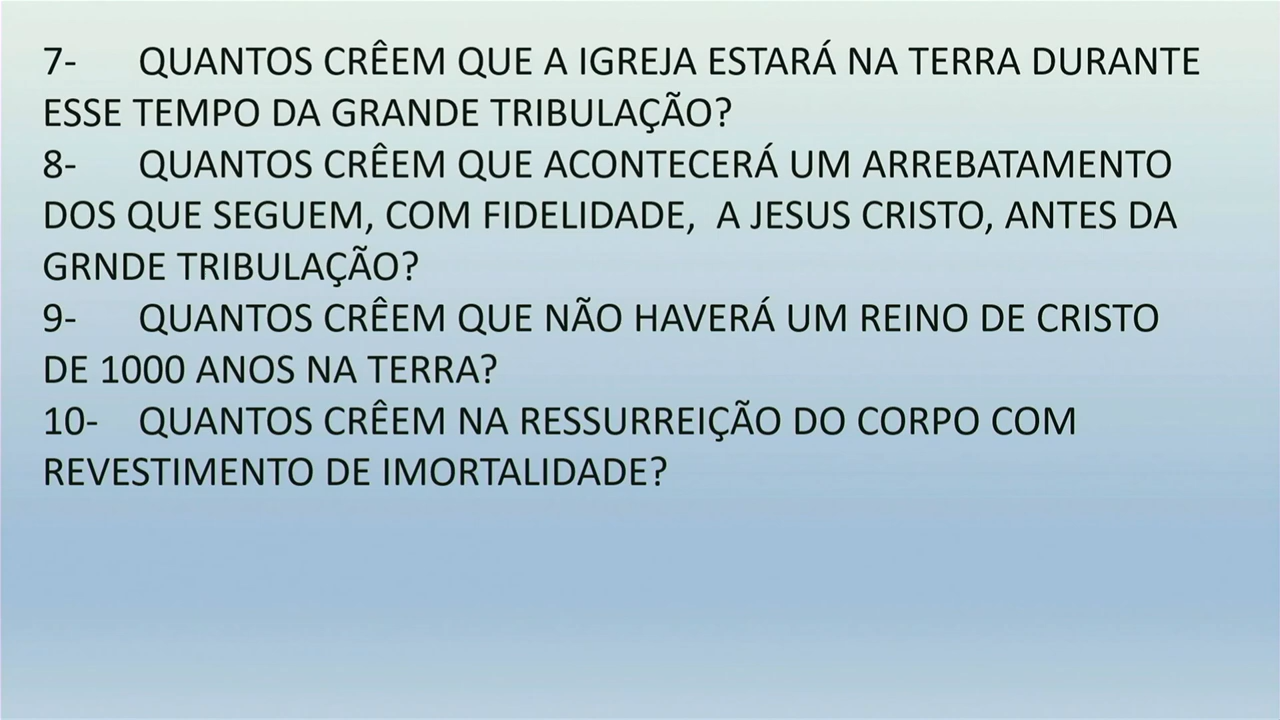 7- QUANTOS CRÊEM QUE A IGREJA ESTARÁ NA TERRA DURANTE
ESSE TEMPO DA GRANDE TRIBULAÇÃO?
8- QUANTOS CRÊEM QUE ACONTECERÁ UM ARREBATAMENTO
DOS QUE SEGUEM, COM FIDELIDADE, A JESUS CRISTO, ANTES DA
GRNDE TRIBULAÇÃO?
9- QUANTOS CRÊEM QUE NÃO HAVERÁ UM REINO DE CRISTO
DE 1000 ANOS NA TERRA?
10- QUANTOS CRÊEM NA RESSURREIÇÃO DO CORPO COM
REVESTIMENTO DE IMORTALIDADE?